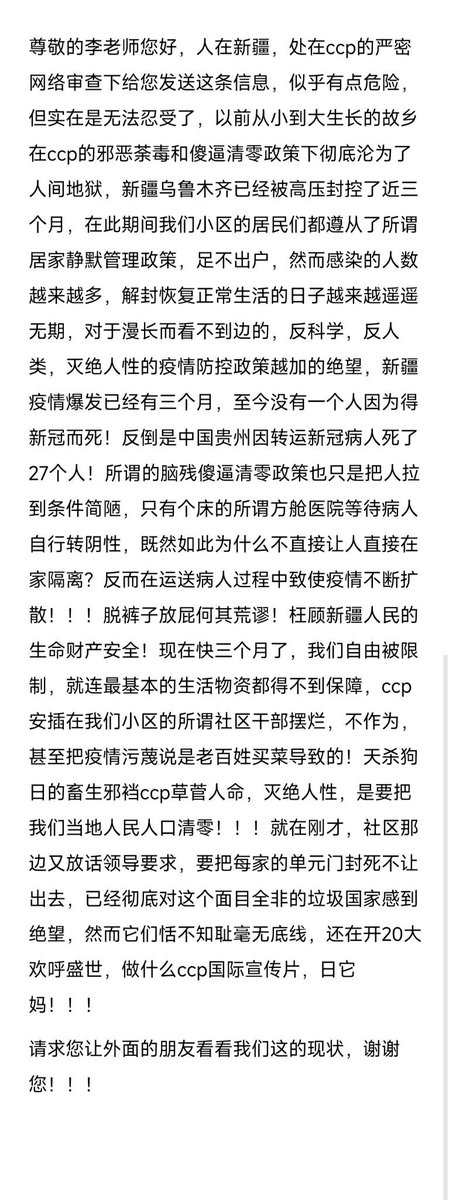 尊敬的李老师您好，人在新疆，处在ccp的严密
网络审查下给您发送这条信息，似乎有点危险，
但实在是无法忍受了，以前从小到大生长的故乡
在ccp的邪恶荼毒和傻逼清零政策下彻底沦为了
人间地狱，新疆乌鲁木齐已经被高压封控了近三
个月，在此期间我们小区的居民们都遵从了所谓
居家静默管理政策，足不出户，然而感染的人数
越来越多，解封恢复正常生活的日子越来越遥遥
无期，对于漫长而看不到边的，反科学，反人
类，灭绝人性的疫情防控政策越加的绝望，新疆
疫情爆发已经有三个月，至今没有一个人因为得
新冠而死！反倒是中国贵州因转运新冠病人死了
27个人！所谓的脑残傻逼清零政策也只是把人拉
到条件简陋，只有个床的所谓方舱医院等待病人
自行转阴性，既然如此为什么不直接让人直接在
家隔离？反而在运送病人过程中致使疫情不断扩
散！！！脱裤子放屁何其荒谬！枉顾新疆人民的
生命财产安全！现在快三个月了，我们自由被限
制，就连最基本的生活物资都得不到保障，ccp
安插在我们小区的所谓社区干部摆烂，不作为，
甚至把疫情污蔑说是老百姓买菜导致的！天杀狗
日的畜生邪裆ccp草菅人命，灭绝人性，是要把
我们当地人民人口清零！！！就在刚才，社区那
边又放话领导要求，要把每家的单元门封死不让
出去，已经彻底对这个面目全非的垃圾国家感到
绝望，然而它们恬不知耻毫无底线，还在开20大
欢呼盛世，做什么ccp国际宣传片，日它
妈！！！
请求您让外面的朋友看看我们这的现状，谢谢
您！！！